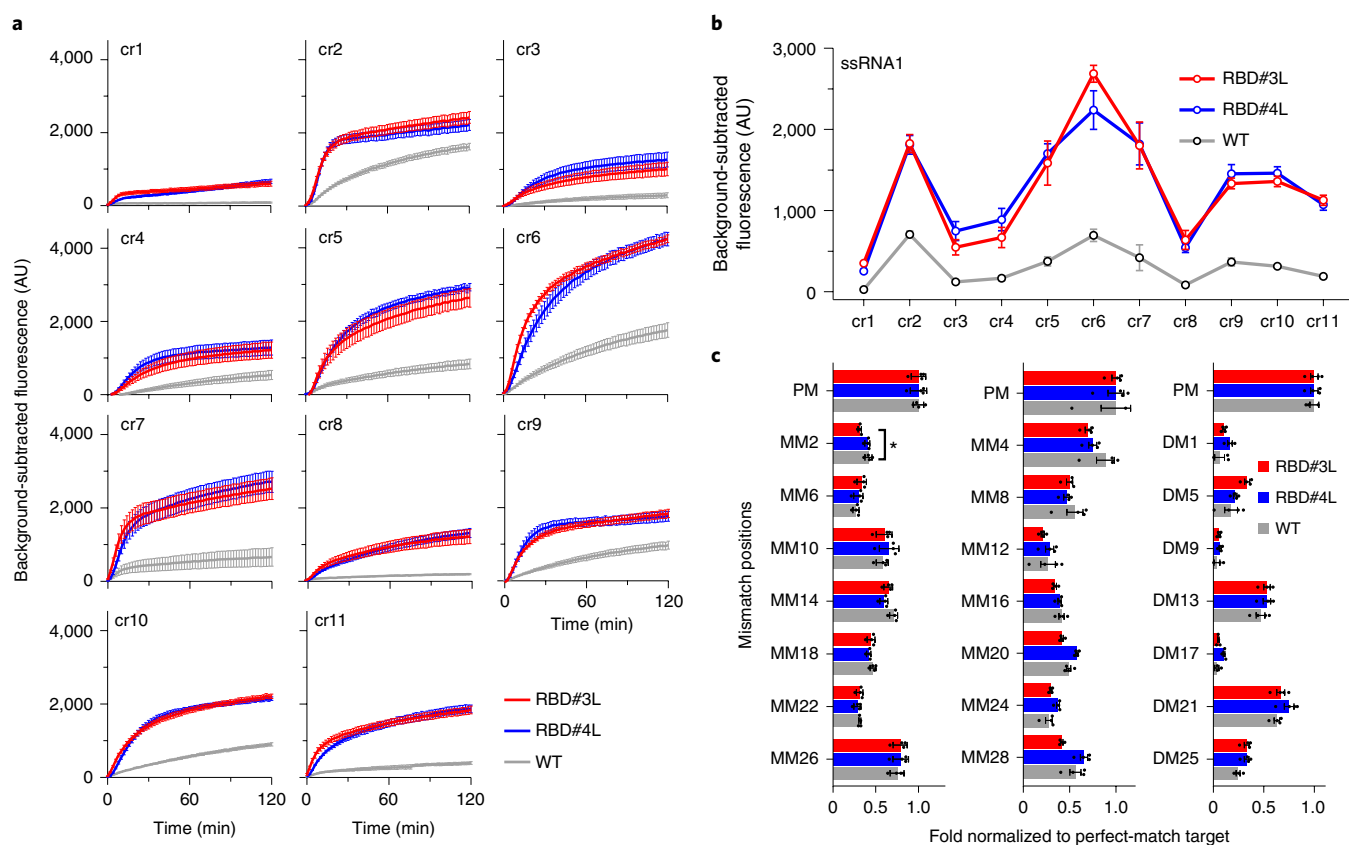 a
cr1
cr2
cr3
4,000
2,000
0
cr4
cr5
cr6
4,000
2,000
0
cr7
cr8
cr9
4,000
2,000
0
0 60 120
Time (min)
cr10
cr11
4,000
2,000
0
0 60 120
0 60 120
Time (min)
Time (min)
Background-subtracted fluorescence (AU)
RBD#3L
RBD#4L
WT
b
ssRNA1
Background-subtracted
fluorescence (AU)
3,000
2,000
1,000
0
cr1 cr2 cr3 cr4 cr5 cr6 cr7 cr8 cr9 cr10 cr11
RBD#3L
RBD#4L
WT
c
Mismatch positions
PM
MM2
*
MM6
MM10
MM14
MM18
MM22
MM26
0 0.5 1.0
PM
MM4
MM8
MM12
MM16
MM20
MM24
MM28
0 0.5 1.0
PM
DM1
DM5
DM9
DM13
DM17
DM21
DM25
0 0.5 1.0
RBD#3L
RBD#4L
WT
Fold normalized to perfect-match target